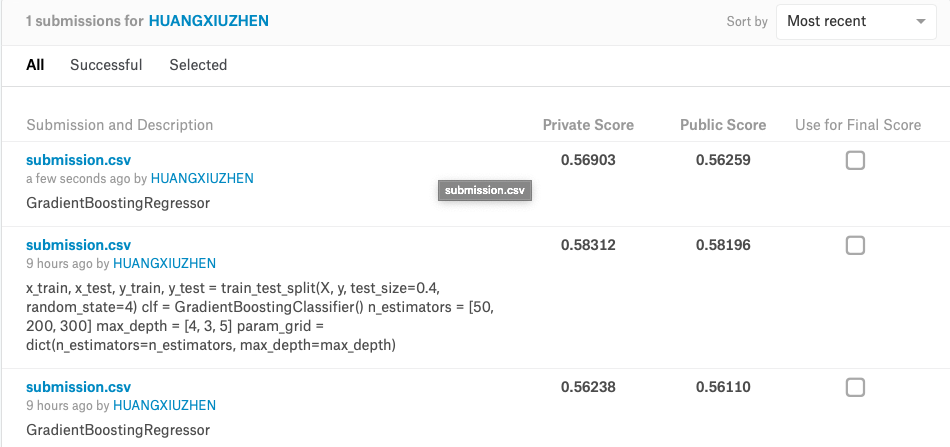 1 submissions for HUANGXIUZHEN
Sort by Most recent
All Successful Selected
Submission and Description Private Score Public Score Use for Final Score
submission.csv 0.56903 0.56259
a few seconds ago by HUANGXIUZHEN
submission.csv
GradientBoostingRegressor
submission.csv 0.58312 0.58196
9 hours ago by HUANGXIUZHEN
x_train, x_test, y_train, y_test = train_test_split(X, y, test_size=0.4,
random_state=4) clf = GradientBoostingClassifier() n_estimators = [50,
200, 300] max_depth = [4, 3, 5] param_grid =
dict(n_estimators=n_estimators, max_depth=max_depth)
submission.csv 0.56238 0.56110
9 hours ago by HUANGXIUZHEN
GradientBoostingRegressor